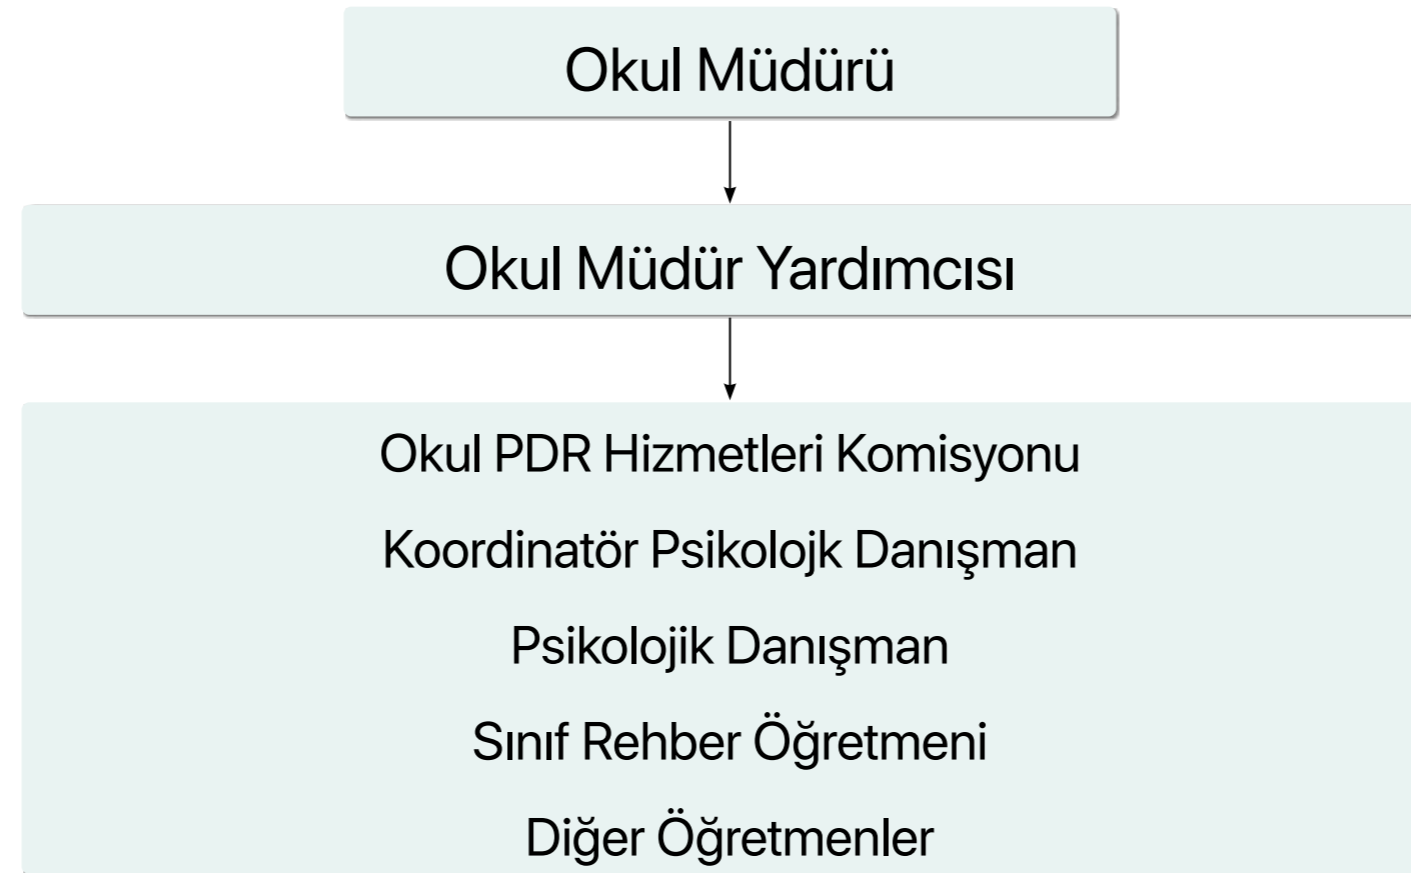 Okul Müdürü
Okul Müdür Yardımcısı
Okul PDR Hizmetleri Komisyonu
Koordinatör Psikolojk Danışman
Psikolojik Danışman
Sınıf Rehber Öğretmeni
Diğer Öğretmenler